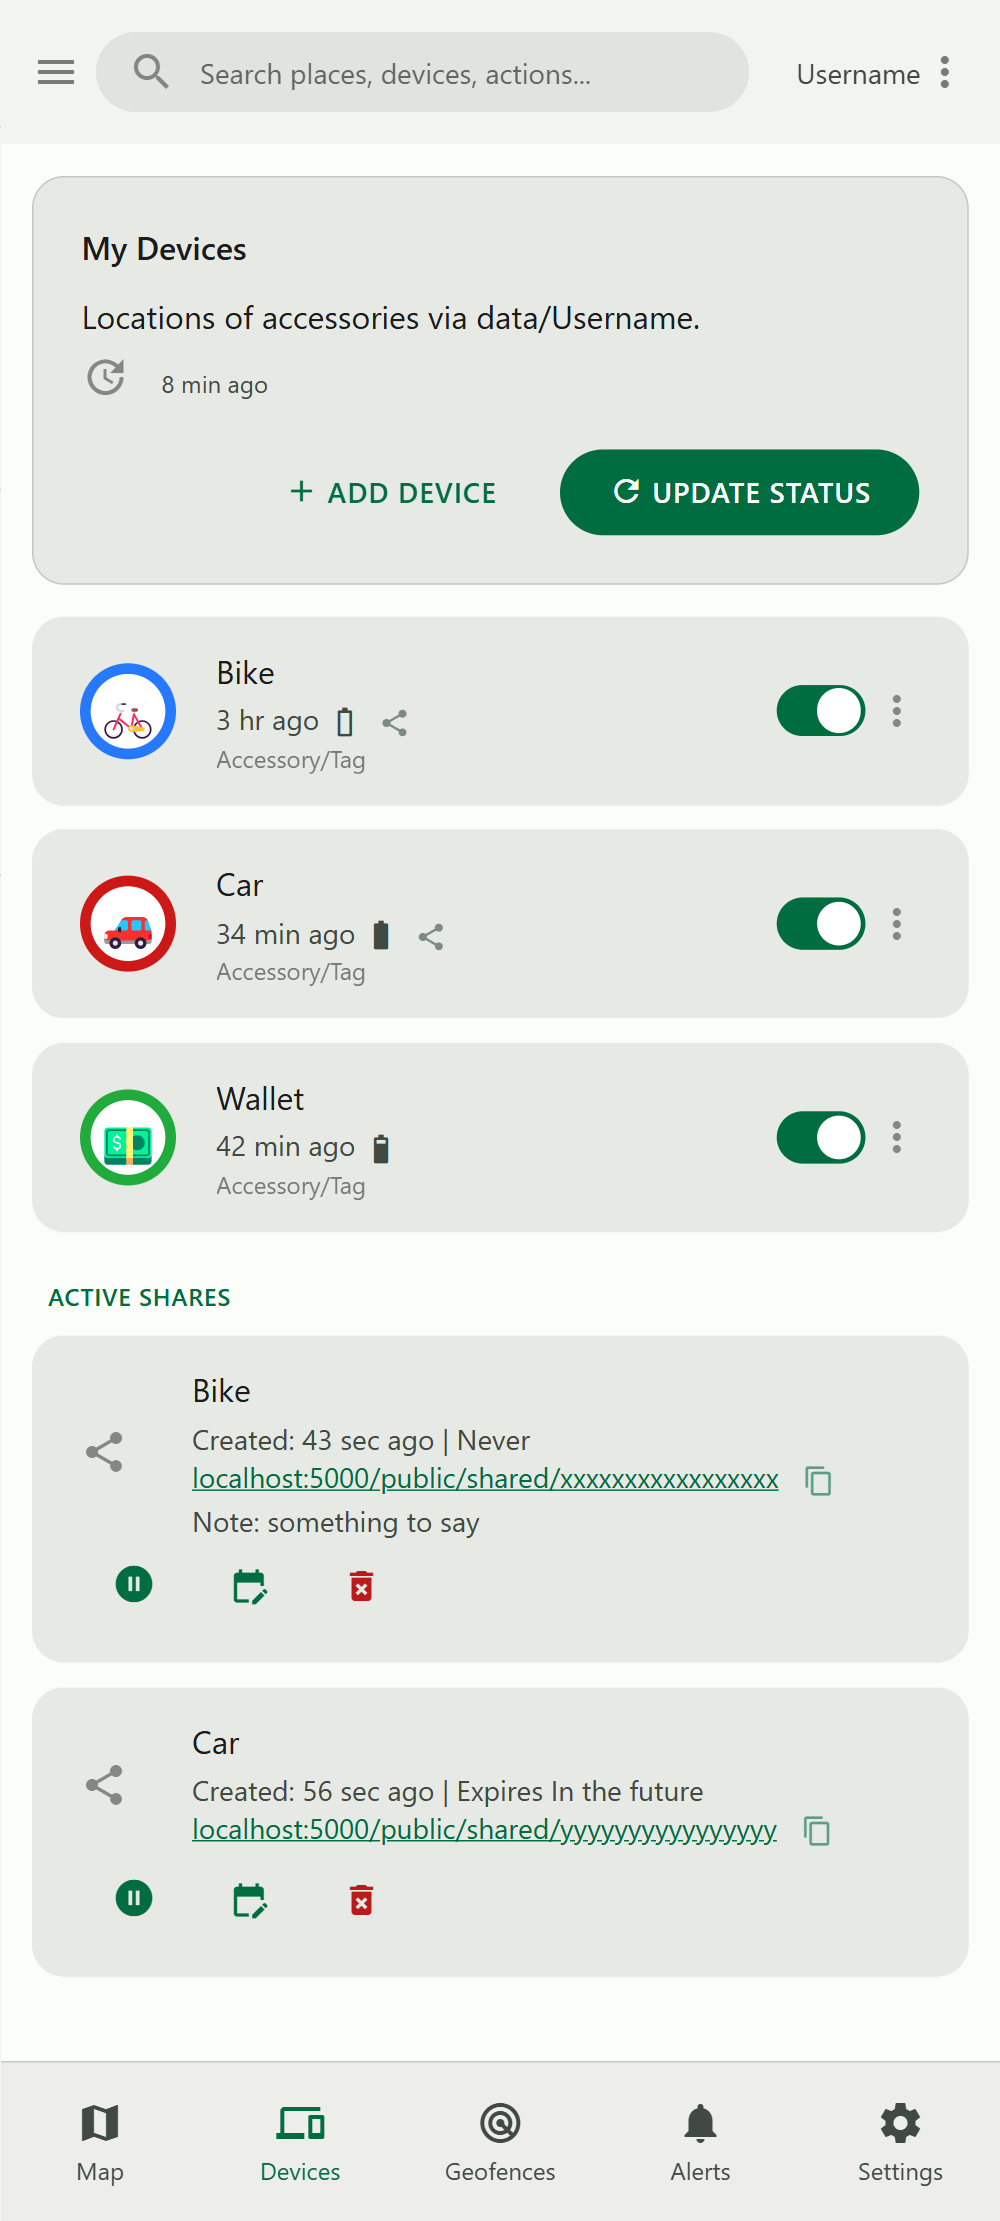 Search places, devices, actions...
Username
My Devices
Locations of accessories via data/Username.
8 min ago
+ ADD DEVICE
UPDATE STATUS
Bike
3 hr ago
Accessory/Tag
Car
34 min ago
Accessory/Tag
Wallet
42 min ago
Accessory/Tag
ACTIVE SHARES
Bike
Created: 43 sec ago | Never
localhost:5000/public/shared/xxxxxxxxxxxxxxxxx
Note: something to say
Car
Created: 56 sec ago | Expires In the future
localhost:5000/public/shared/yyyyyyyyyyyyyyyy
Map
Devices
Geofences
Alerts
Settings